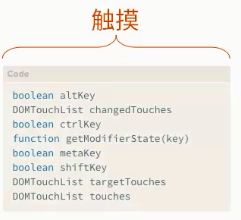 触摸
Code
boolean altKey
DOMTouchList changedTouches
boolean ctrlKey
function getModifierState(key)
boolean metaKey
boolean shiftKey
DOMTouchList targetTouches
DOMTouchList touches